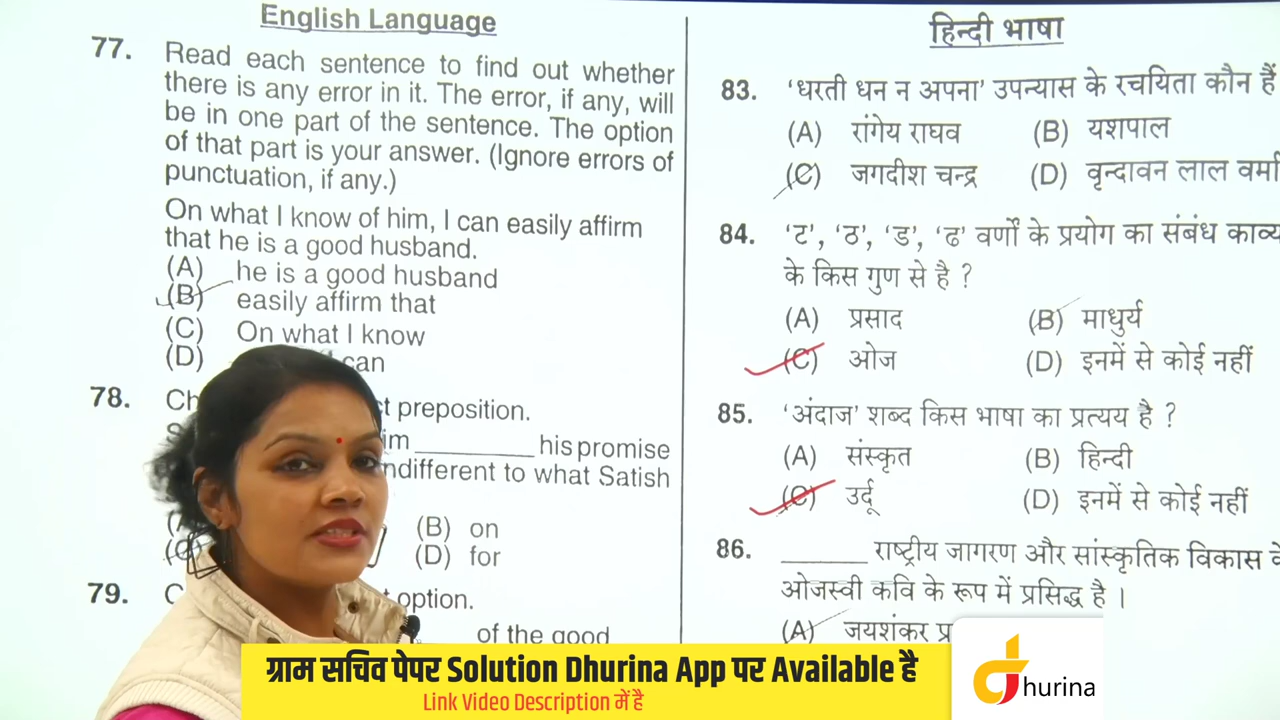 English Language
77. Read each sentence to find out whether
there is any error in it. The error, if any, will
be in one part of the sentence. The option
of that part is your answer. (Ignore errors of
punctuation, if any.)
On what I know of him, I can easily affirm
that he is a good husband.
(A) he is a good husband
(B) easily affirm that
(C) On what I know
(D) can
78. preposition.
his promise
indifferent to what Satish
(B) on
(D) for
79. option.
of the good
हिन्दी भाषा
83. 'धरती धन न अपना' उपन्यास के रचयिता कौन हैं
(A) रांगेय राघव (B) यशपाल
(C) जगदीश चन्द्र (D) वृन्दावन लाल वर्मा
84. 'ट', 'ठ', 'ड', 'ढ' वर्णों के प्रयोग का संबंध काव्य
के किस गुण से है ?
(A) प्रसाद (B) माधुर्य
(C) ओज (D) इनमें से कोई नहीं
85. 'अंदाज' शब्द किस भाषा का प्रत्यय है ?
(A) संस्कृत (B) हिन्दी
(C) उर्दू (D) इनमें से कोई नहीं
86. ______ राष्ट्रीय जागरण और सांस्कृतिक विकास के
ओजस्वी कवि के रूप में प्रसिद्ध है ।
(A) जयशंकर
ग्राम सचिव पेपर Solution Dhurina App पर Available है
Link Video Description में है
Dhurina